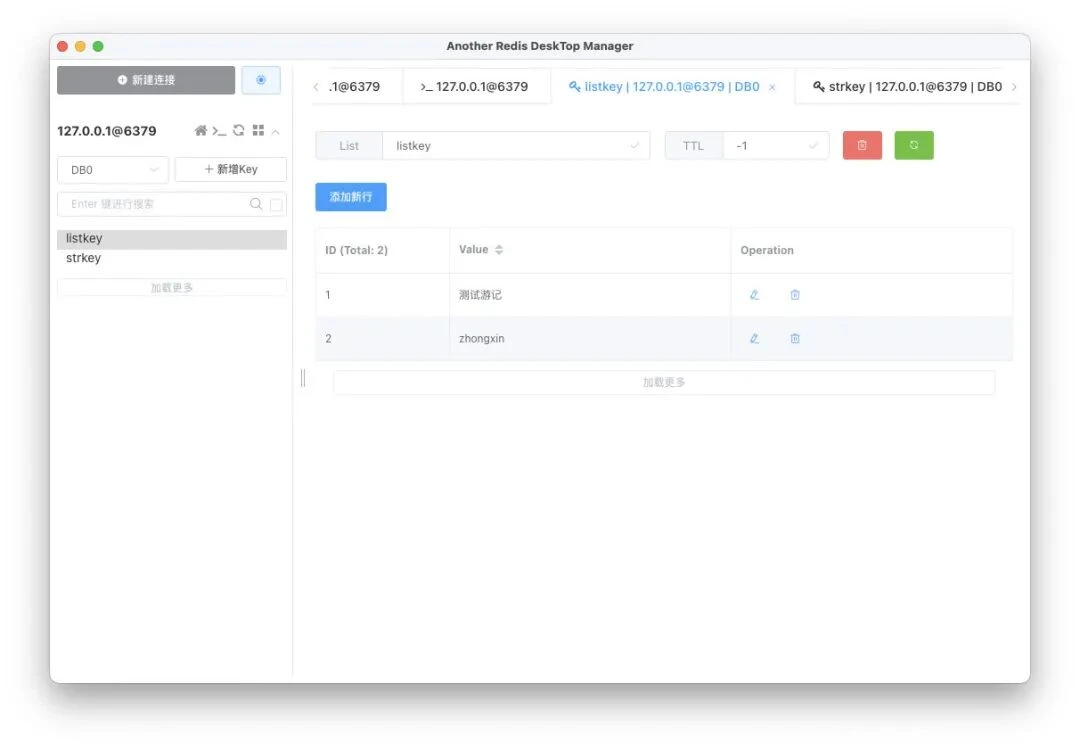 Another Redis DeskTop Manager
新建连接
.1@6379
>_ 127.0.0.1@6379
listkey | 127.0.0.1@6379 | DB0 ×
strkey | 127.0.0.1@6379 | DB0
127.0.0.1@6379
DB0
+ 新增Key
Enter 键进行搜索
listkey
strkey
加载更多
List
listkey
TTL
-1
添加新行
ID (Total: 2)
Value
Operation
1
测试游记
2
zhongxin
加载更多